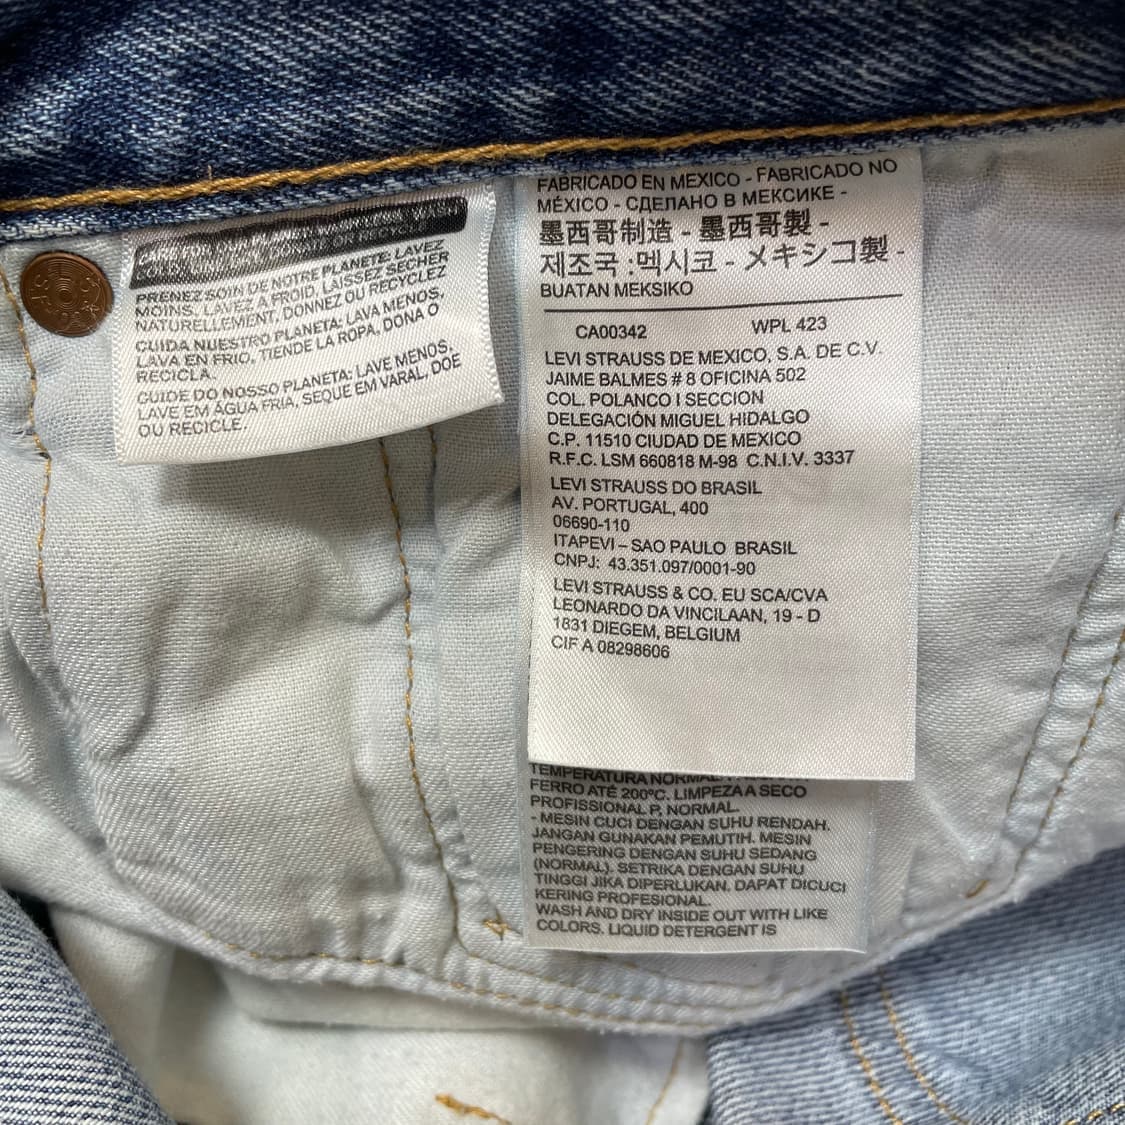 PRENEZ SOIN DE NOTRE PLANETE: LAVEZ
MOINS, LAVEZ A FROID, LAISSEZ SECHER
NATURELLEMENT, DONNEZ OU RECYCLEZ
CUIDA NUESTRO PLANETA: LAVA MENOS,
LAVA EN FRIO, TIENDE LA ROPA, DONA O
RECICLA.
CUIDE DO NOSSO PLANETA: LAVE MENOS,
LAVE EM AGUA FRIA, SEQUE EM VARAL, DOE
OU RECICLE.
FABRICADO EN MEXICO - FABRICADO NO
MÉXICO - СДЕЛАНО В МЕКСИКЕ -
墨西哥制造 - 墨西哥製 -
제조국 :멕시코 - メキシコ製 -
BUATAN MEKSIKO
CA00342 WPL 423
LEVI STRAUSS DE MEXICO, S.A. DE C.V.
JAIME BALMES # 8 OFICINA 502
COL. POLANCO I SECCION
DELEGACIÓN MIGUEL HIDALGO
C.P. 11510 CIUDAD DE MEXICO
R.F.C. LSM 660818 M-98 C.N.I.V. 3337
LEVI STRAUSS DO BRASIL
AV. PORTUGAL, 400
06690-110
ITAPEVI – SAO PAULO BRASIL
CNPJ: 43.351.097/0001-90
LEVI STRAUSS & CO. EU SCA/CVA
LEONARDO DA VINCILAAN, 19 - D
1831 DIEGEM, BELGIUM
CIF A 08298606
TEMPERATURA NORMAL
FERRO ATÉ 200ºC. LIMPEZA A SECO
PROFISSIONAL P, NORMAL.
- MESIN CUCI DENGAN SUHU RENDAH.
JANGAN GUNAKAN PEMUTIH. MESIN
PENGERING DENGAN SUHU SEDANG
(NORMAL). SETRIKA DENGAN SUHU
TINGGI JIKA DIPERLUKAN. DAPAT DICUCI
KERING PROFESIONAL.
WASH AND DRY INSIDE OUT WITH LIKE
COLORS. LIQUID DETERGENT IS